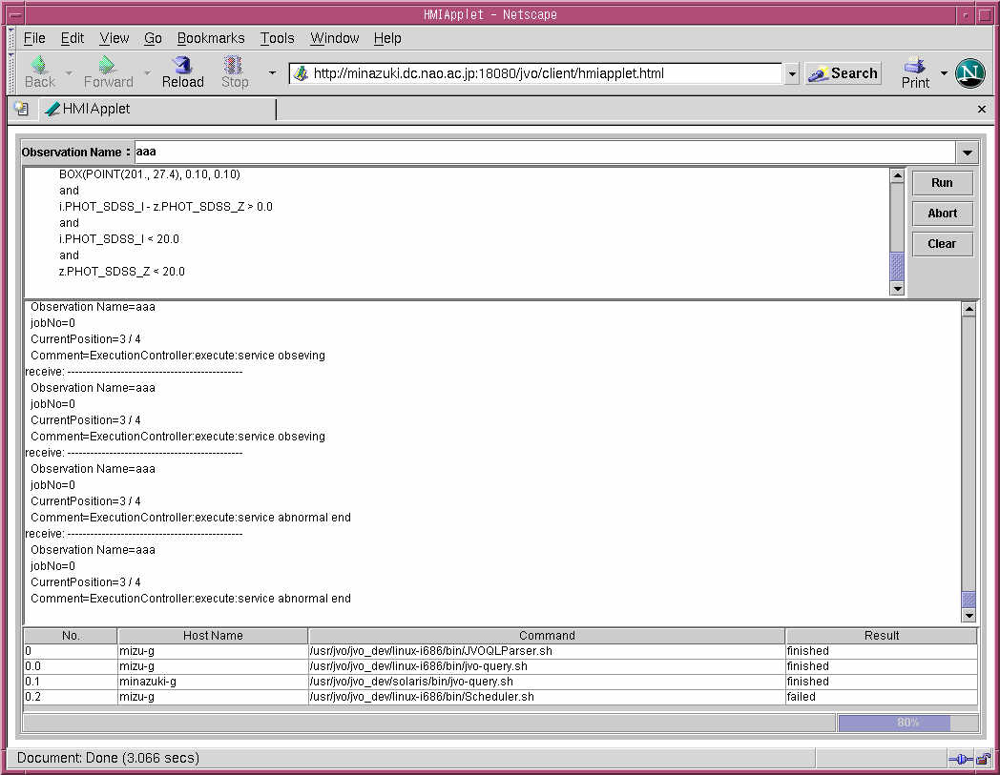 HMIApplet - Netscape
File Edit View Go Bookmarks Tools Window Help
Back Forward Reload Stop http://minazuki.dc.nao.ac.jp:18080/jvo/client/hmiapplet.html Search Print N
HMIApplet
Observation Name : aaa
BOX(POINT(201., 27.4), 0.10, 0.10)
and
i.PHOT_SDSS_I - z.PHOT_SDSS_Z > 0.0
and
i.PHOT_SDSS_I < 20.0
and
z.PHOT_SDSS_Z < 20.0
Run
Abort
Clear
Observation Name=aaa
jobNo=0
CurrentPosition=3 / 4
Comment=ExecutionController:execute:service obseving
receive: ----------------------------------------------
Observation Name=aaa
jobNo=0
CurrentPosition=3 / 4
Comment=ExecutionController:execute:service obseving
receive: ----------------------------------------------
Observation Name=aaa
jobNo=0
CurrentPosition=3 / 4
Comment=ExecutionController:execute:service abnormal end
receive: ----------------------------------------------
Observation Name=aaa
jobNo=0
CurrentPosition=3 / 4
Comment=ExecutionController:execute:service abnormal end
No. Host Name Command Result
0 mizu-g /usr/jvo/jvo_dev/linux-i686/bin/JVOQLParser.sh finished
0.0 mizu-g /usr/jvo/jvo_dev/linux-i686/bin/jvo-query.sh finished
0.1 minazuki-g /usr/jvo/jvo_dev/solaris/bin/jvo-query.sh finished
0.2 mizu-g /usr/jvo/jvo_dev/linux-i686/bin/Scheduler.sh failed
80%
Document: Done (3.066 secs)